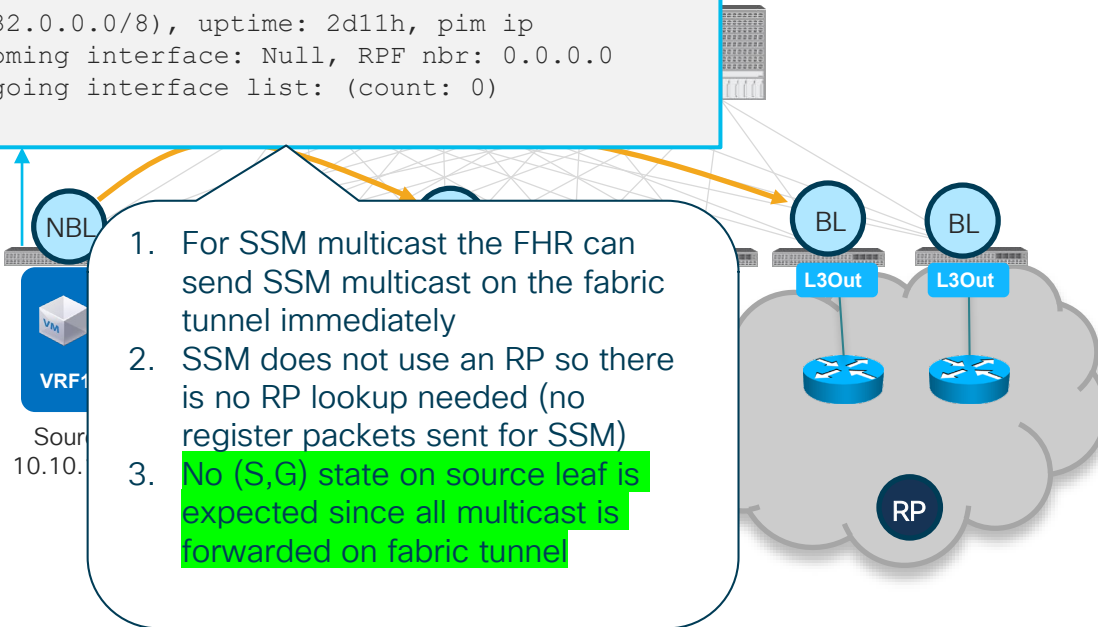 32.0.0.0/8), uptime: 2d11h, pim ip
oming interface: Null, RPF nbr: 0.0.0.0
going interface list: (count: 0)
NBL
BL
BL
L3Out
L3Out
1. For SSM multicast the FHR can
send SSM multicast on the fabric
tunnel immediately
2. SSM does not use an RP so there
is no RP lookup needed (no
register packets sent for SSM)
3. No (S,G) state on source leaf is
expected since all multicast is
forwarded on fabric tunnel
VM
VRF1
Sour
10.10.
RP